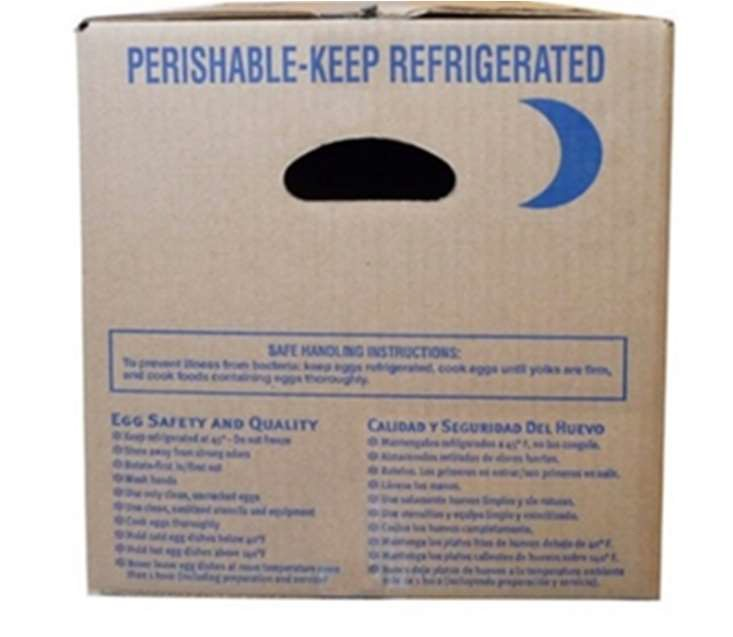 PERISHABLE-KEEP REFRIGERATED
SAFE HANDLING INSTRUCTIONS:
To prevent illness from bacteria: keep eggs refrigerated, cook eggs until yolks are firm,
and cook foods containing eggs thoroughly.
EGG SAFETY AND QUALITY
Keep refrigerated at 45° - Do not freeze
Store away from strong odors
Rotate-first in/first out
Wash hands
Use only clean, uncracked eggs
Use clean, sanitized utensils and equipment
Cook eggs thoroughly
Hold cold egg dishes below 40°F
Hold hot egg dishes above 140°F
Never leave egg dishes at room temperature more
than 1 hour (including preparation and service)
CALIDAD Y SEGURIDAD DEL HUEVO
Mantengalos refrigerados a 45° F, no los congele.
Almacenados retirados de olores fuertes.
Rotelos. Los primeros en entrar/son primeros en salir.
Lávese las manos.
Use solamente huevos limpios y sin roturas.
Use utensilios y equipo limpio y esterilizado.
Cocine los huevos completamente.
Mantenga los platos fríos de huevos debajo de 40° F.
Mantenga los platos calientes de huevos sobre 140° F.
deje platos de huevos a la temperatura ambiente
de 1 hora (incluyendo preparación y servicio).